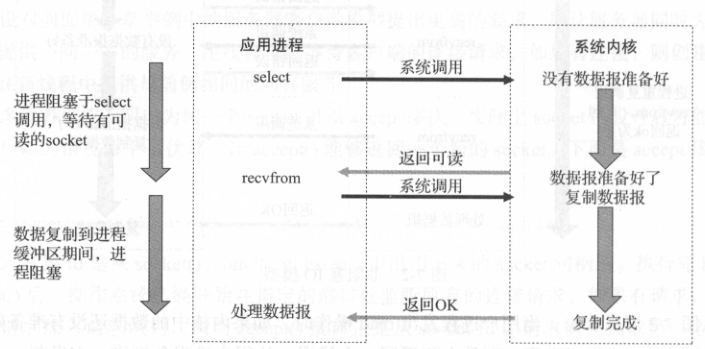 应用进程
系统内核
select
系统调用
没有数据报准备好
进程阻塞于select
调用,等待有可
读的socket
返回可读
recvfrom
系统调用
数据报准备好了
复制数据报
数据复制到进程
缓冲区期间,进
程阻塞
处理数据报
返回OK
复制完成